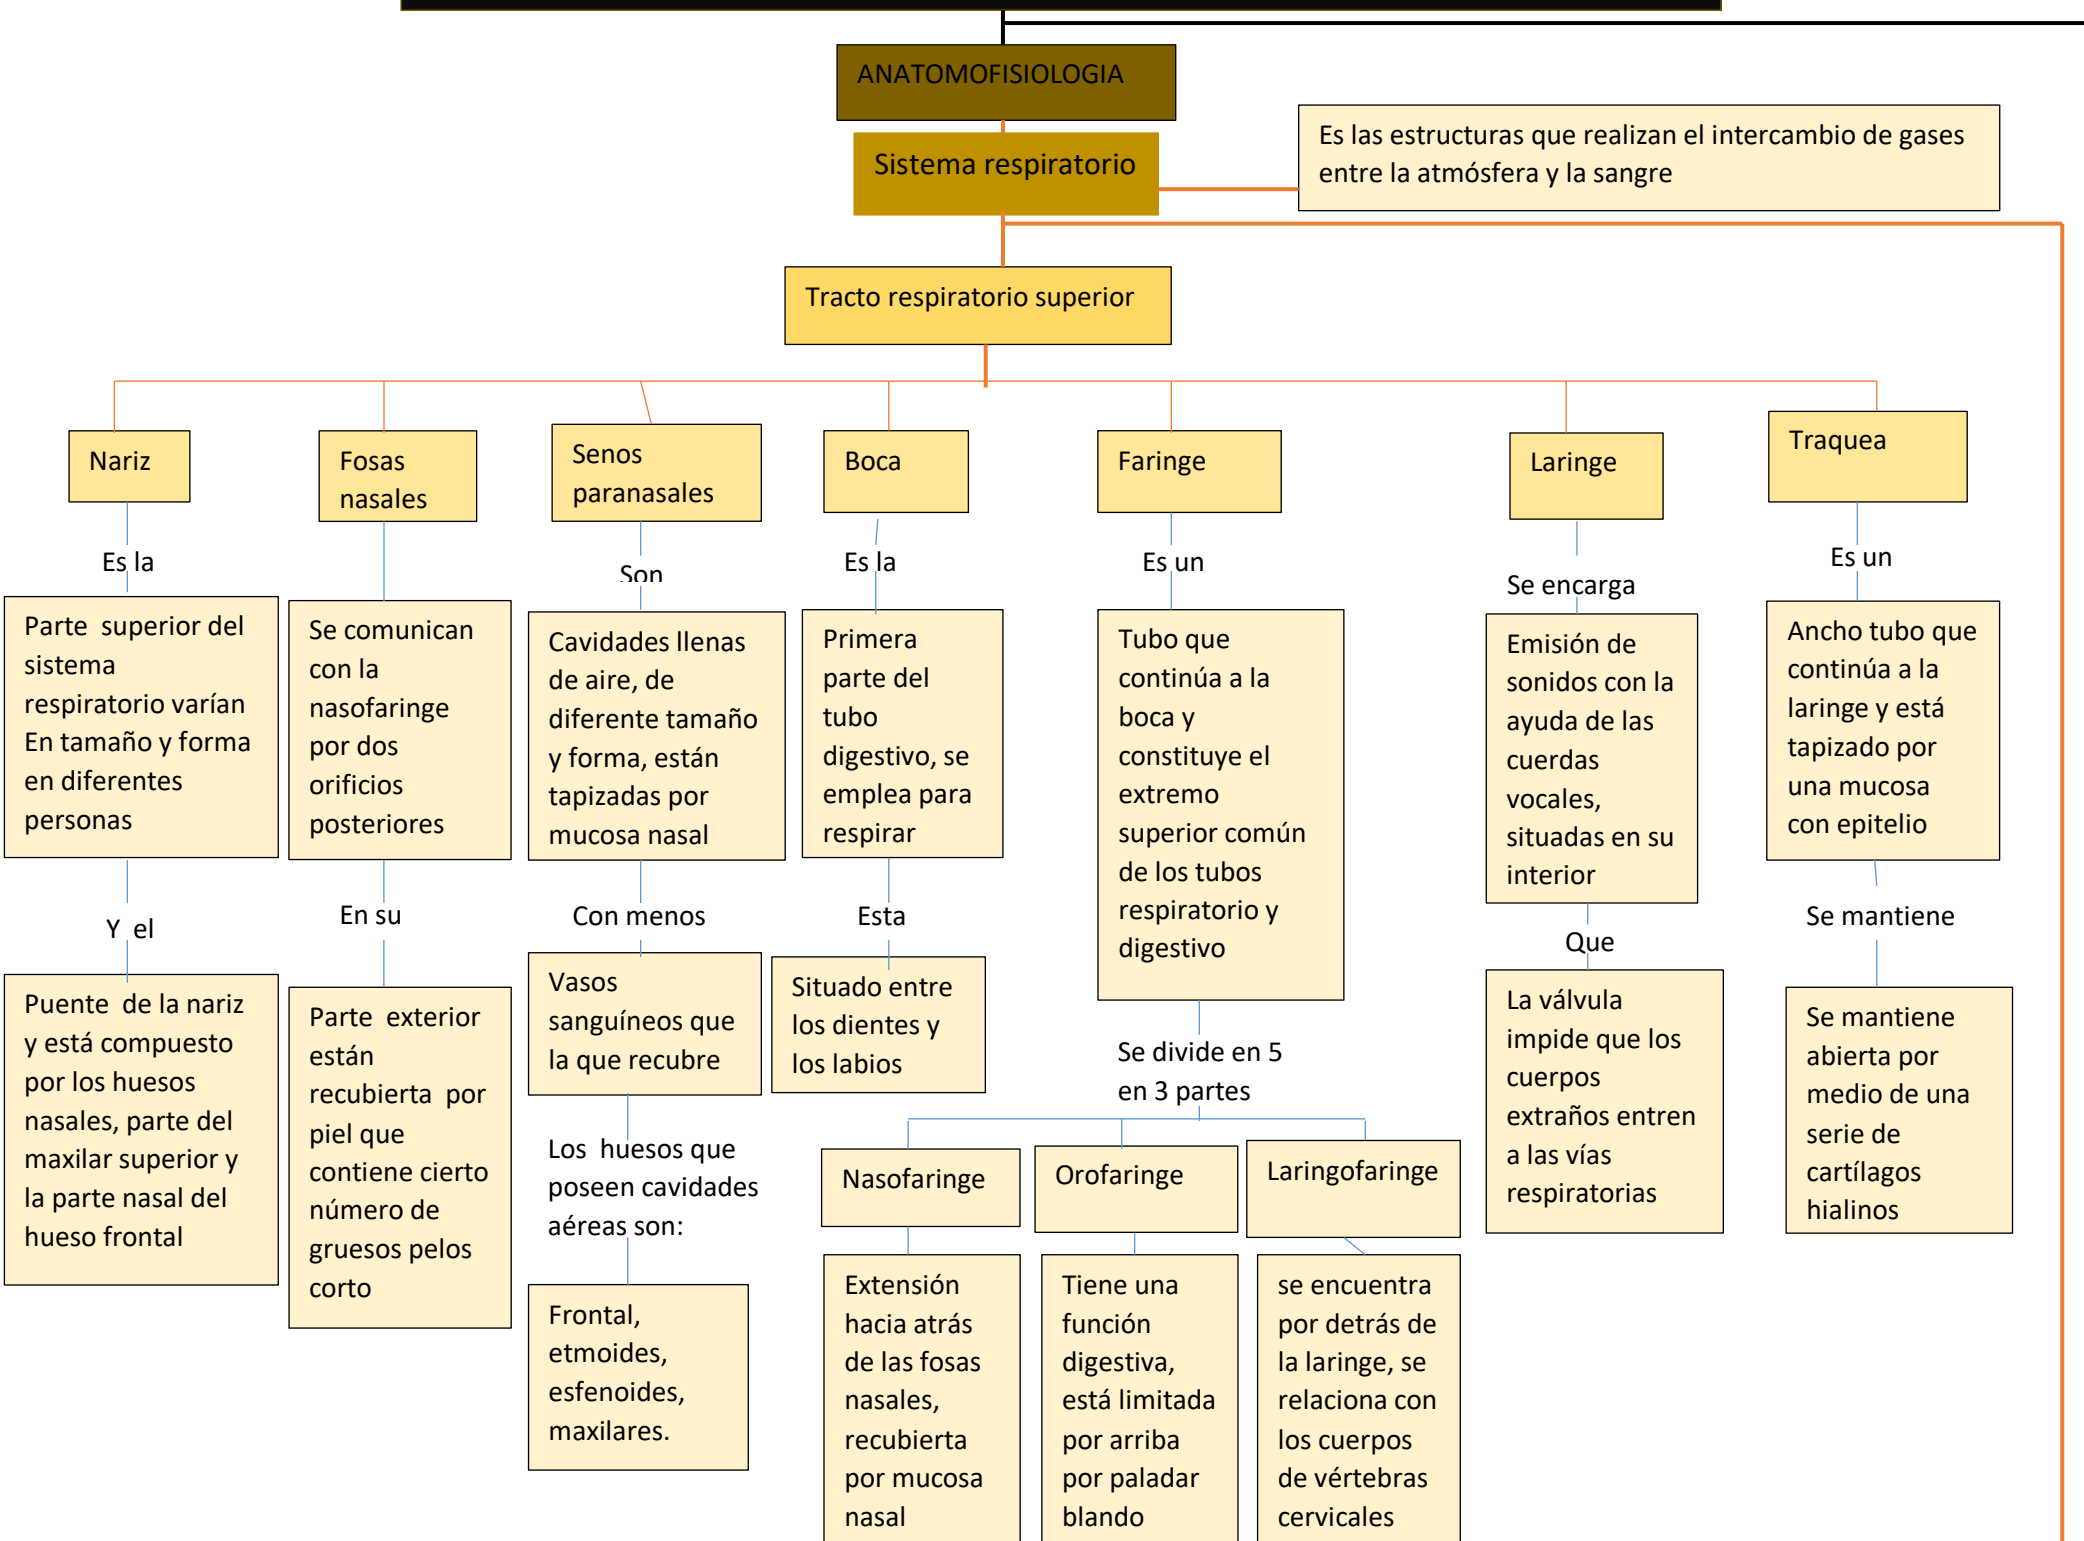 ANATOMOFISIOLOGIA
Sistema respiratorio
Es las estructuras que realizan el intercambio de gases
entre la atmósfera y la sangre
Tracto respiratorio superior
Nariz
Es la
Parte superior del
sistema
respiratorio varían
En tamaño y forma
en diferentes
personas
Y el
Puente de la nariz
y está compuesto
por los huesos
nasales, parte del
maxilar superior y
la parte nasal del
hueso frontal
Fosas
nasales
Se comunican
con la
nasofaringe
por dos
orificios
posteriores
En su
Parte exterior
están
recubierta por
piel que
contiene cierto
número de
gruesos pelos
corto
Senos
paranasales
Son
Cavidades llenas
de aire, de
diferente tamaño
y forma, están
tapizadas por
mucosa nasal
Con menos
Vasos
sanguíneos que
la que recubre
Los huesos que
poseen cavidades
aéreas son:
Frontal,
etmoides,
esfenoides,
maxilares.
Boca
Es la
Primera
parte del
tubo
digestivo, se
emplea para
respirar
Esta
Situado entre
los dientes y
los labios
Faringe
Es un
Tubo que
continúa a la
boca y
constituye el
extremo
superior común
de los tubos
respiratorio y
digestivo
Se divide en 5
en 3 partes
Nasofaringe
Extensión
hacia atrás
de las fosas
nasales,
recubierta
por mucosa
nasal
Orofaringe
Tiene una
función
digestiva,
está limitada
por arriba
por paladar
blando
Laringofaringe
se encuentra
por detrás de
la laringe, se
relaciona con
los cuerpos
de vértebras
cervicales
Laringe
Se encarga
Emisión de
sonidos con la
ayuda de las
cuerdas
vocales,
situadas en su
interior
Que
La válvula
impide que los
cuerpos
extraños entren
a las vías
respiratorias
Traquea
Es un
Ancho tubo que
continúa a la
laringe y está
tapizado por
una mucosa
con epitelio
Se mantiene
Se mantiene
abierta por
medio de una
serie de
cartílagos
hialinos